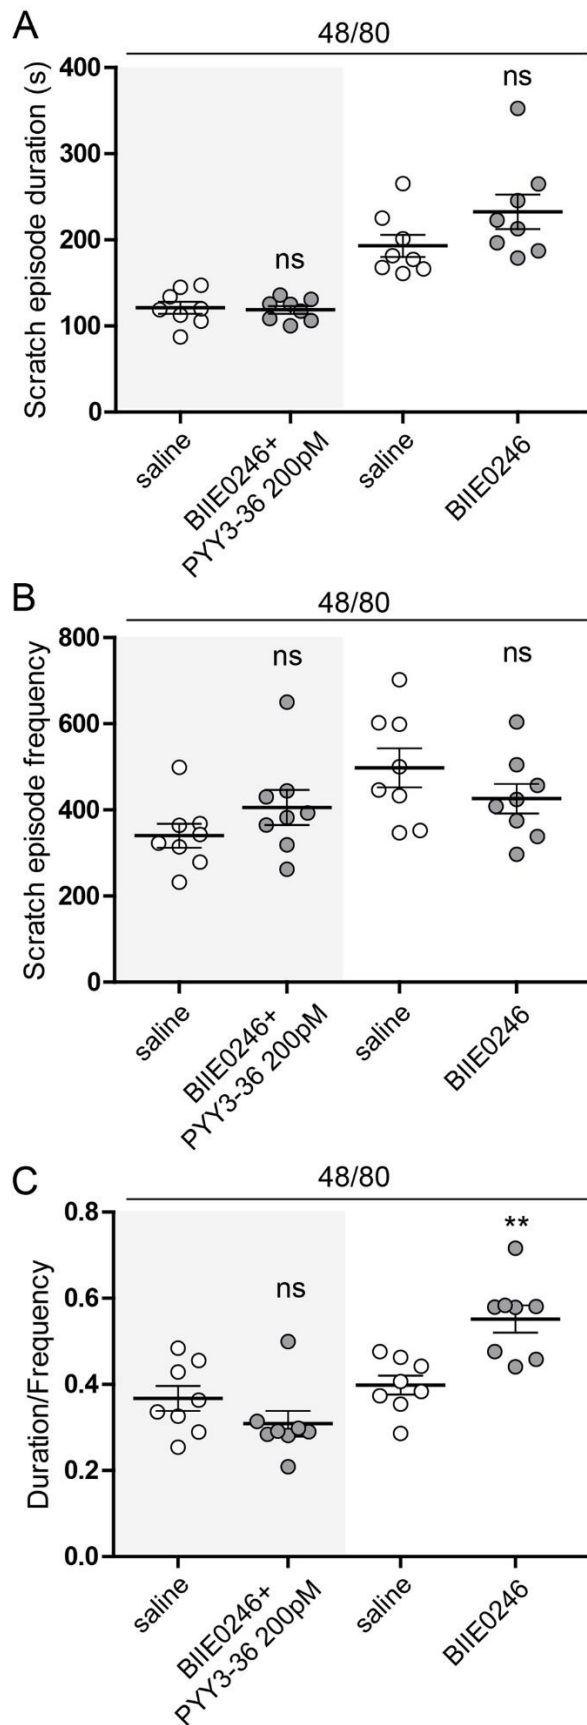 A
48/80
Scratch episode duration (s)
400
300
200
100
0
ns
ns
saline
BIIE0246+
PYY3-36 200pM
saline
BIIE0246
B
48/80
Scratch episode frequency
800
600
400
200
0
ns
ns
saline
BIIE0246+
PYY3-36 200pM
saline
BIIE0246
C
48/80
Duration/Frequency
0.8
0.6
0.4
0.2
0.0
ns
**
saline
BIIE0246+
PYY3-36 200pM
saline
BIIE0246